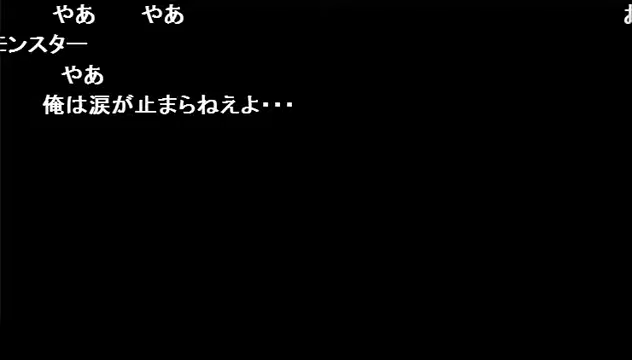 やあ やあ
モンスター
やあ
俺は涙が止まらねえよ・・・